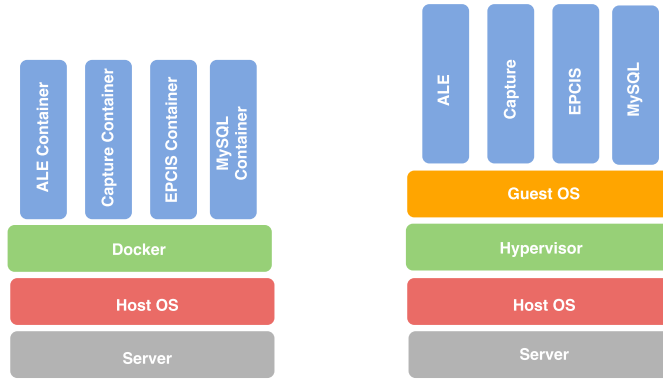 ALE Container
Capture Container
EPCIS Container
MySQL
Container
Docker
Host OS
Server
ALE
Capture
EPCIS
MySQL
Guest OS
Hypervisor
Host OS
Server